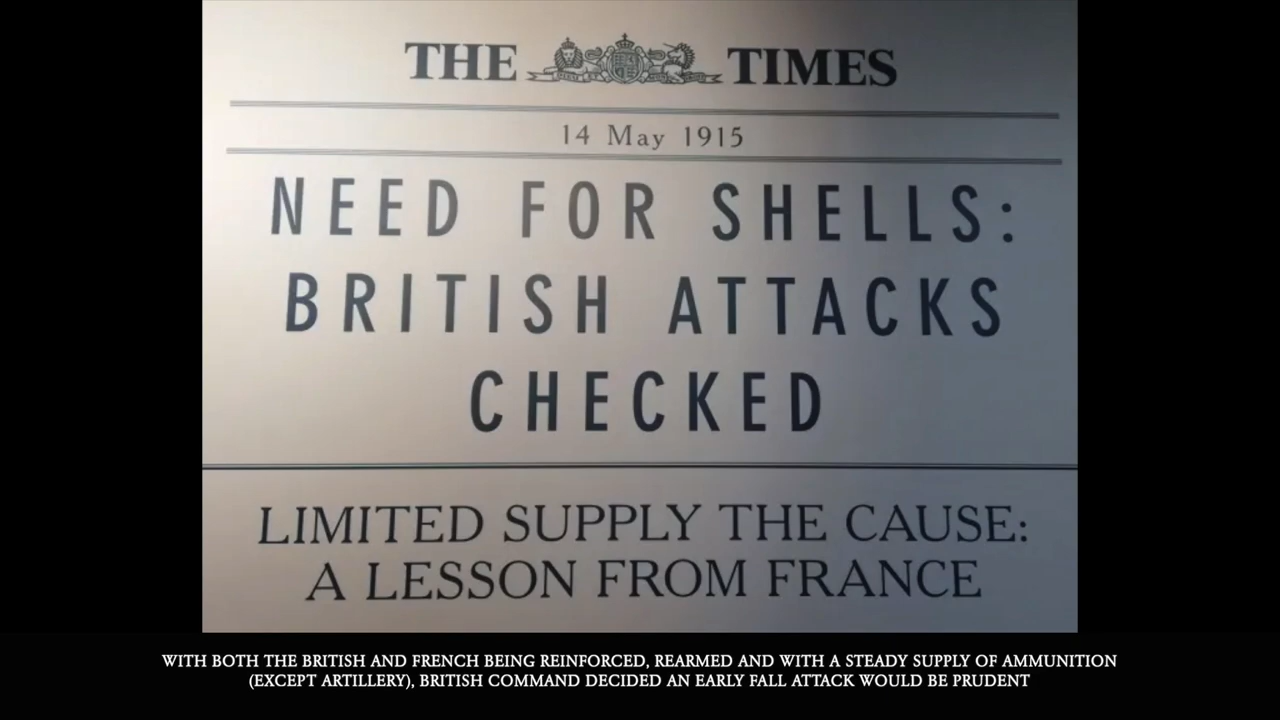 THE TIMES
14 May 1915
NEED FOR SHELLS:
BRITISH ATTACKS
CHECKED
LIMITED SUPPLY THE CAUSE:
A LESSON FROM FRANCE
WITH BOTH THE BRITISH AND FRENCH BEING REINFORCED, REARMED AND WITH A STEADY SUPPLY OF AMMUNITION
(EXCEPT ARTILLERY), BRITISH COMMAND DECIDED AN EARLY FALL ATTACK WOULD BE PRUDENT